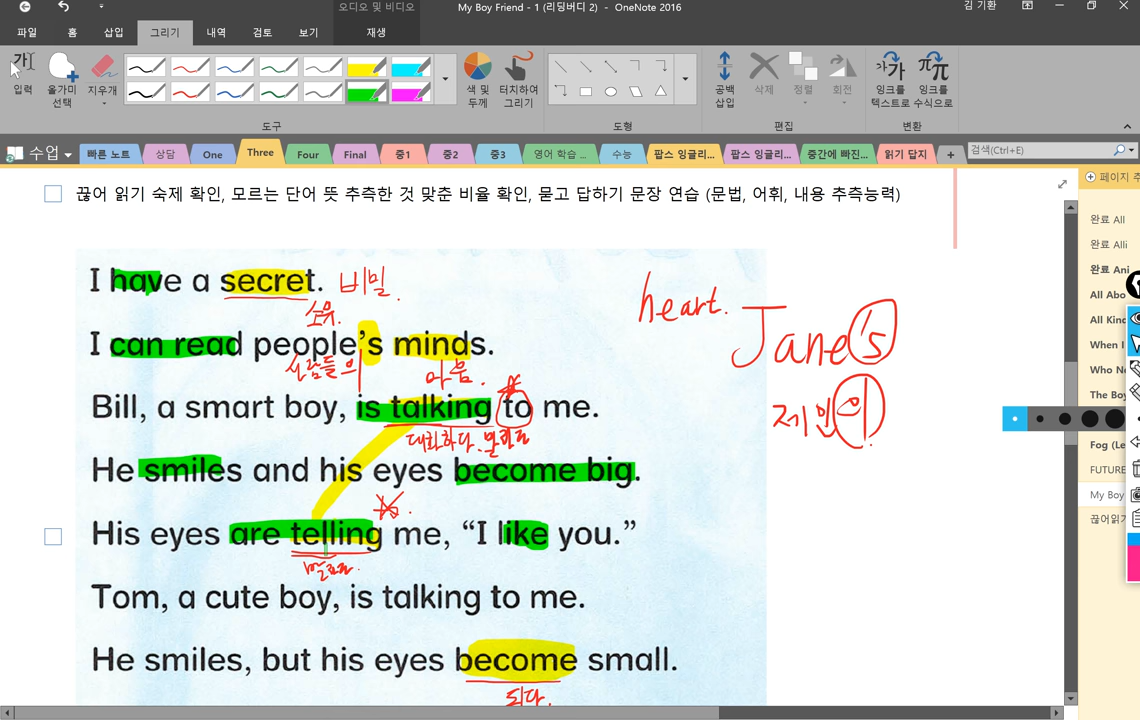 오디오 및 비디오
My Boy Friend - 1 (리딩버디 2) - OneNote 2016
김 기환
파일 홈 삽입 그리기 내역 검토 보기 재생
가
입력
올가미 선택
지우개
색 및 두께
터치하여 그리기
공백 삽입
삭제
정렬
회전
잉크를 텍스트로
잉크를 수식으로
도구
도형
편집
변환
수업
빠른 노트 상담 One Three Four Final 중1 중2 중3 영어 학습 ... 수능 팝스 잉글리... 팝스 잉글리... 중간에 빠진... 읽기 답지 +
검색(Ctrl+E)
페이지 추
끊어 읽기 숙제 확인, 모르는 단어 뜻 추측한 것 맞춘 비율 확인, 묻고 답하기 문장 연습 (문법, 어휘, 내용 추측능력)
완료 All
완료 Alli
완료 Ani
All Abo
All Kind
When I
Who Ne
The Boy
Fog (Le
FUTURE
My Boy
끊어읽기
I have a secret. 비밀.
소유.
I can read people's minds.
사람들의 마음.
heart.
Jane's
제인의.
Bill, a smart boy, is talking to me.
대화하다.
He smiles and his eyes become big.
His eyes are telling me, “I like you.”
Tom, a cute boy, is talking to me.
He smiles, but his eyes become small.
되다.